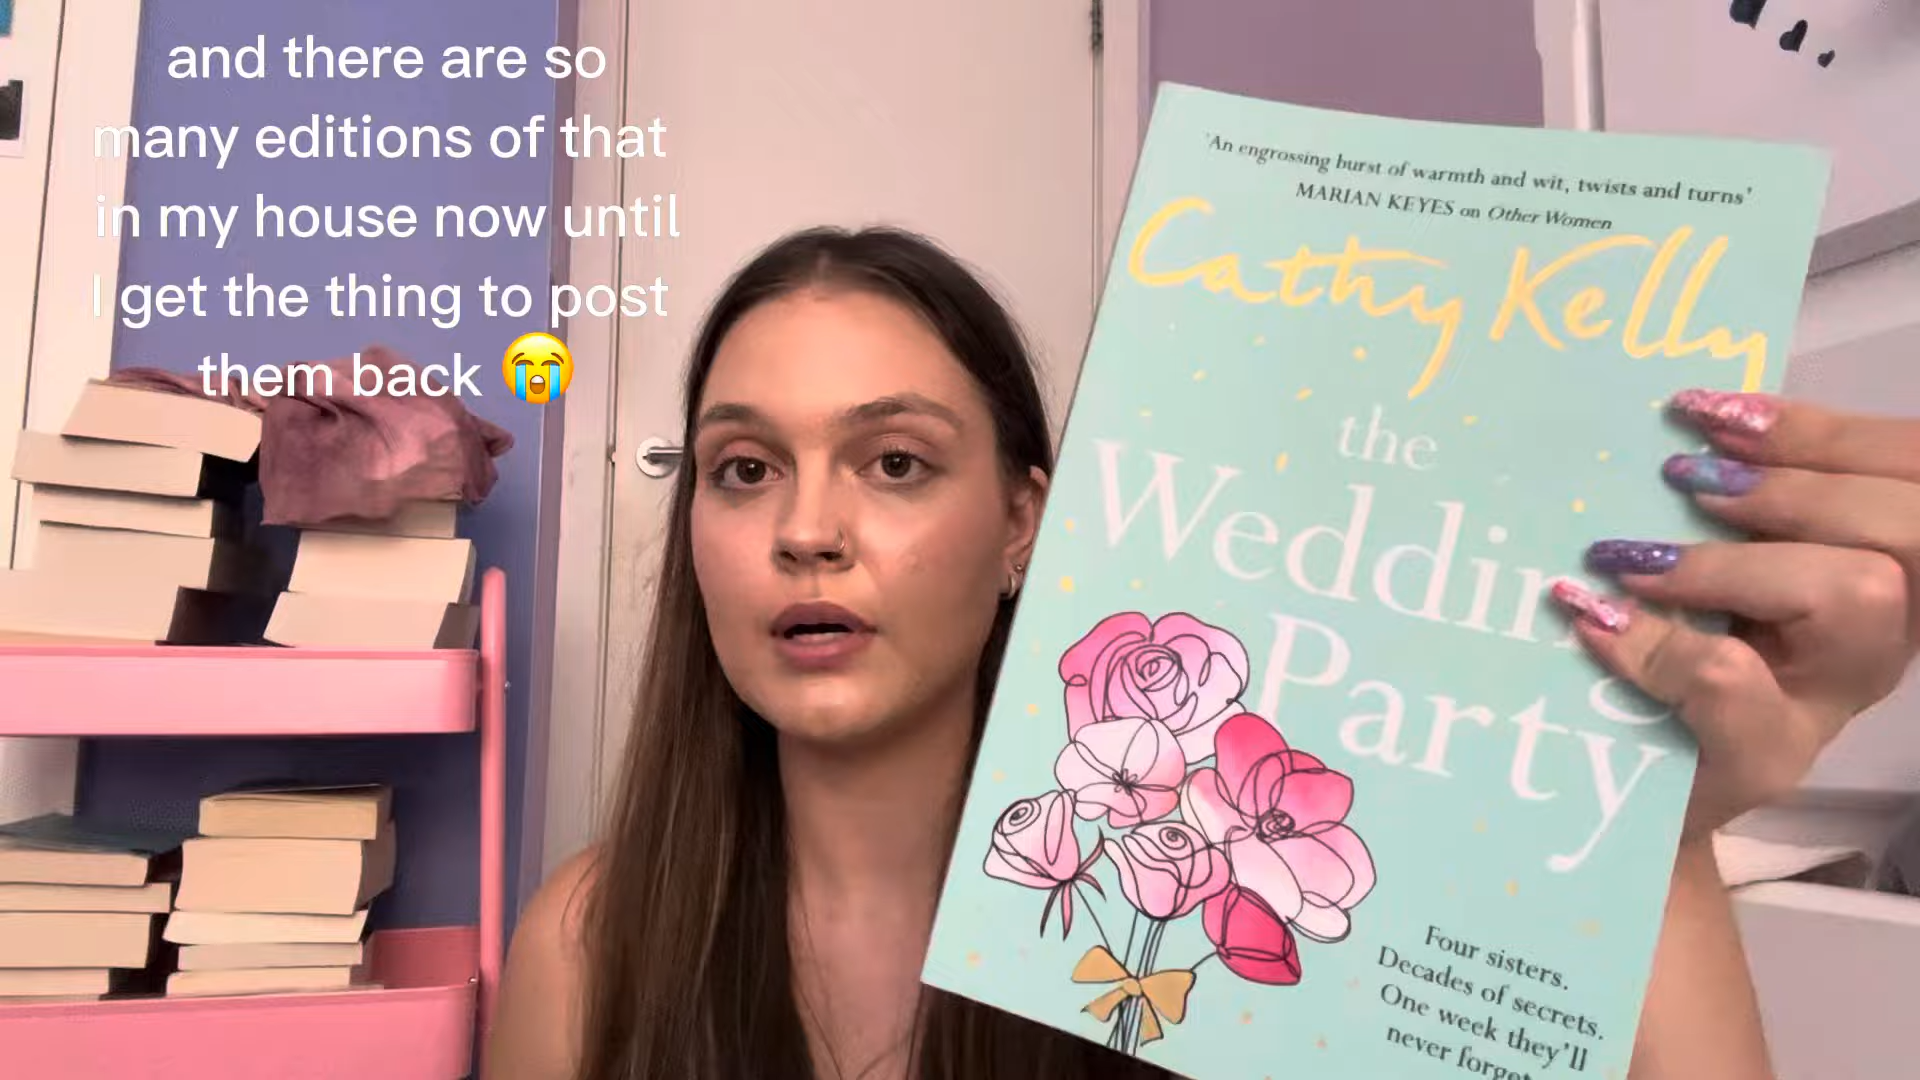 and there are so
many editions of that
in my house now until
I get the thing to post
them back 😭
'An engrossing burst of warmth and wit, twists and turns'
MARIAN KEYES on Other Women
Cathy Kelly
the
Wedding
Party
Four sisters.
Decades of secrets.
One week they'll
never forget